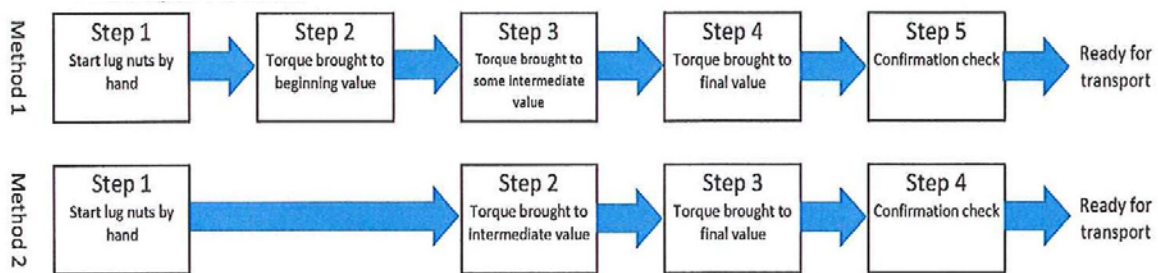 Method 1
Step 1
Start lug nuts by
hand
Step 2
Torque brought to
beginning value
Step 3
Torque brought to
some intermediate
value
Step 4
Torque brought to
final value
Step 5
Confirmation check
Ready for
transport
Method 2
Step 1
Start lug nuts by
hand
Step 2
Torque brought to
intermediate value
Step 3
Torque brought to
final value
Step 4
Confirmation check
Ready for
transport